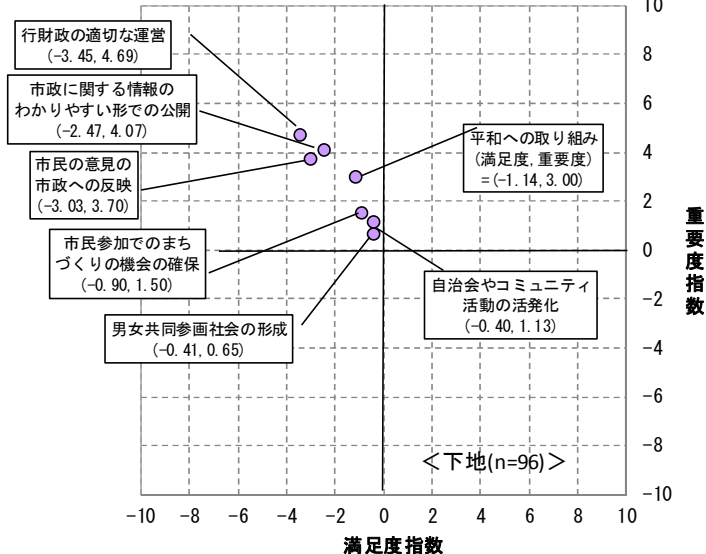 行財政の適切な運営
(-3.45, 4.69)
市政に関する情報の
わかりやすい形での公開
(-2.47, 4.07)
市民の意見の
市政への反映
(-3.03, 3.70)
市民参加でのまち
づくりの機会の確保
(-0.90, 1.50)
男女共同参画社会の形成
(-0.41, 0.65)
平和への取り組み
(満足度, 重要度)
=(-1.14, 3.00)
自治会やコミュニティ
活動の活発化
(-0.40, 1.13)
＜下地(n=96)＞
10
8
6
4
2
0
-2
-4
-6
-8
-10
重要度指数
-10 -8 -6 -4 -2 0 2 4 6 8 10
満足度指数